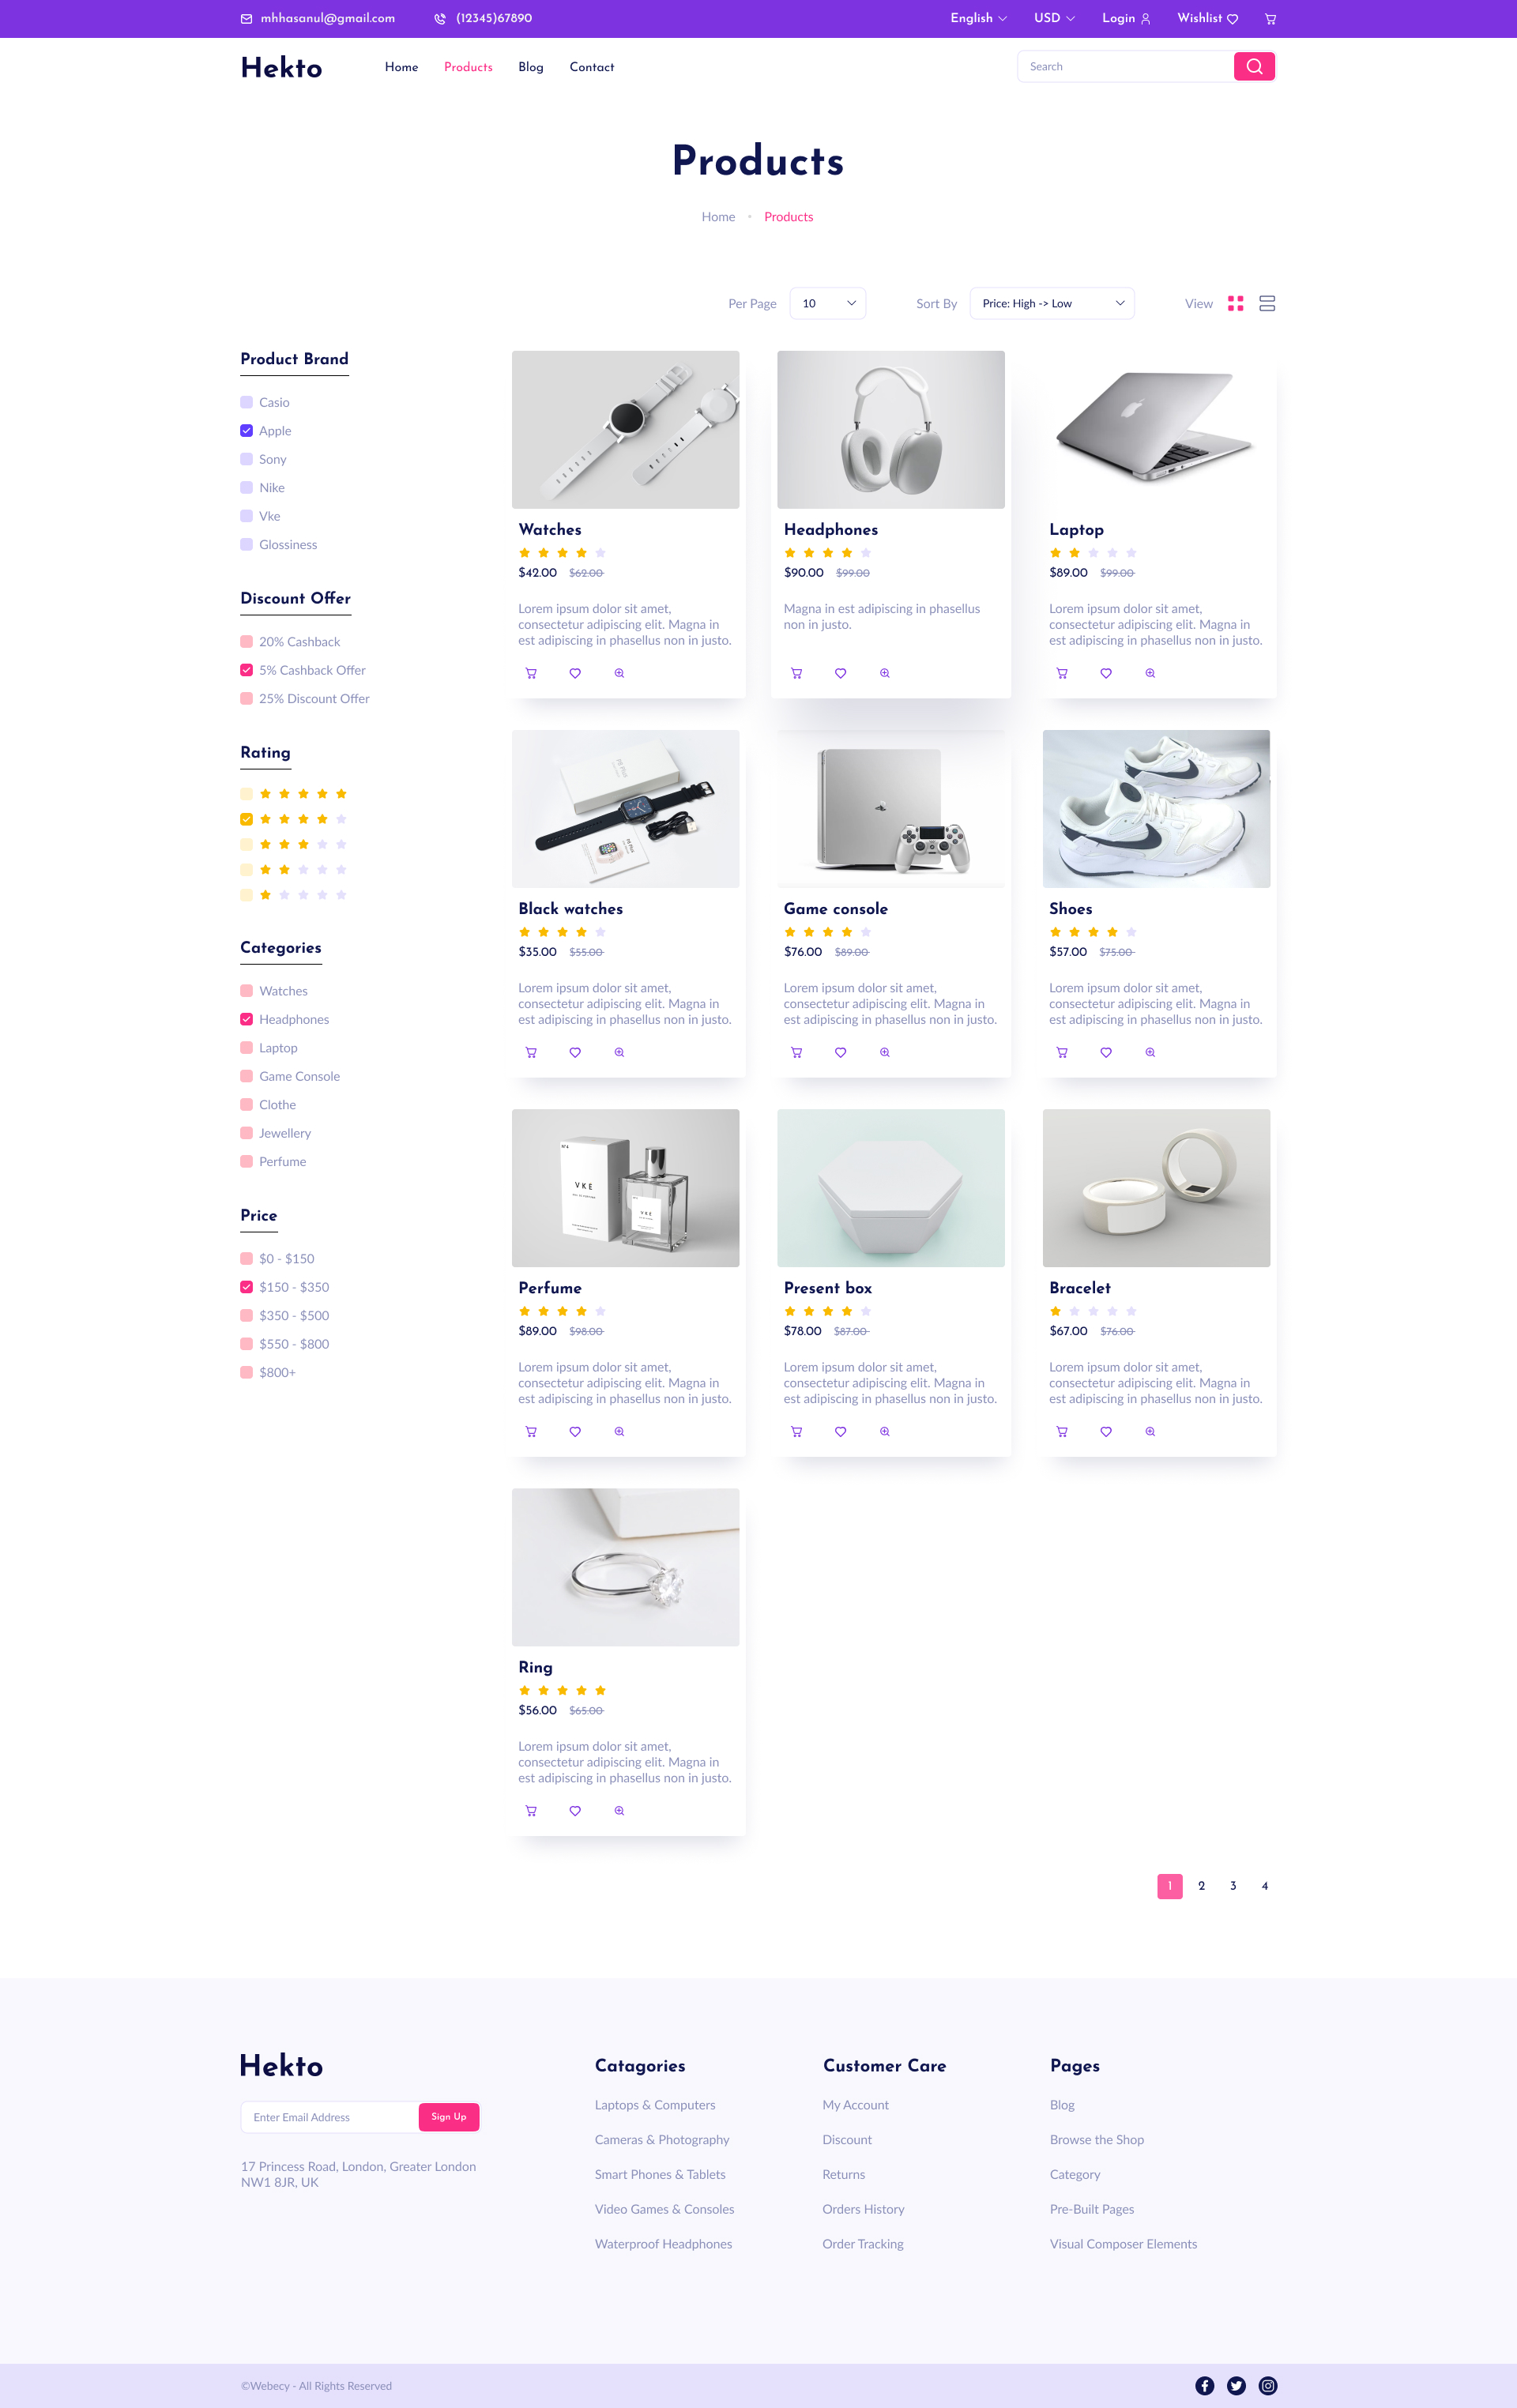 mhhasanul@gmail.com (12345)67890 English USD Login Wishlist
Hekto Home Products Blog Contact Search
Products
Home • Products
Per Page 10 Sort By Price: High -> Low View
Product Brand
Casio
Apple
Sony
Nike
Vke
Glossiness
Discount Offer
20% Cashback
5% Cashback Offer
25% Discount Offer
Rating
Categories
Watches
Headphones
Laptop
Game Console
Clothe
Jewellery
Perfume
Price
$0 - $150
$150 - $350
$350 - $500
$550 - $800
$800+
Watches
$42.00 $62.00
Lorem ipsum dolor sit amet,
consectetur adipiscing elit. Magna in
est adipiscing in phasellus non in justo.
Headphones
$90.00 $99.00
Magna in est adipiscing in phasellus
non in justo.
Laptop
$89.00 $99.00
Lorem ipsum dolor sit amet,
consectetur adipiscing elit. Magna in
est adipiscing in phasellus non in justo.
Black watches
$35.00 $55.00
Lorem ipsum dolor sit amet,
consectetur adipiscing elit. Magna in
est adipiscing in phasellus non in justo.
Game console
$76.00 $89.00
Lorem ipsum dolor sit amet,
consectetur adipiscing elit. Magna in
est adipiscing in phasellus non in justo.
Shoes
$57.00 $75.00
Lorem ipsum dolor sit amet,
consectetur adipiscing elit. Magna in
est adipiscing in phasellus non in justo.
VKE
VKE
Perfume
$89.00 $98.00
Lorem ipsum dolor sit amet,
consectetur adipiscing elit. Magna in
est adipiscing in phasellus non in justo.
Present box
$78.00 $87.00
Lorem ipsum dolor sit amet,
consectetur adipiscing elit. Magna in
est adipiscing in phasellus non in justo.
Bracelet
$67.00 $76.00
Lorem ipsum dolor sit amet,
consectetur adipiscing elit. Magna in
est adipiscing in phasellus non in justo.
Ring
$56.00 $65.00
Lorem ipsum dolor sit amet,
consectetur adipiscing elit. Magna in
est adipiscing in phasellus non in justo.
1 2 3 4
Hekto
Enter Email Address Sign Up
17 Princess Road, London, Greater London
NW1 8JR, UK
Catagories
Laptops & Computers
Cameras & Photography
Smart Phones & Tablets
Video Games & Consoles
Waterproof Headphones
Customer Care
My Account
Discount
Returns
Orders History
Order Tracking
Pages
Blog
Browse the Shop
Category
Pre-Built Pages
Visual Composer Elements
©Webecy - All Rights Reserved